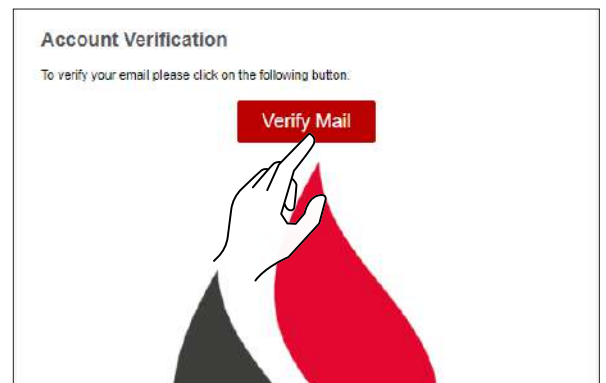 Account Verification
To verify your email please click on the following button.
Verify Mail